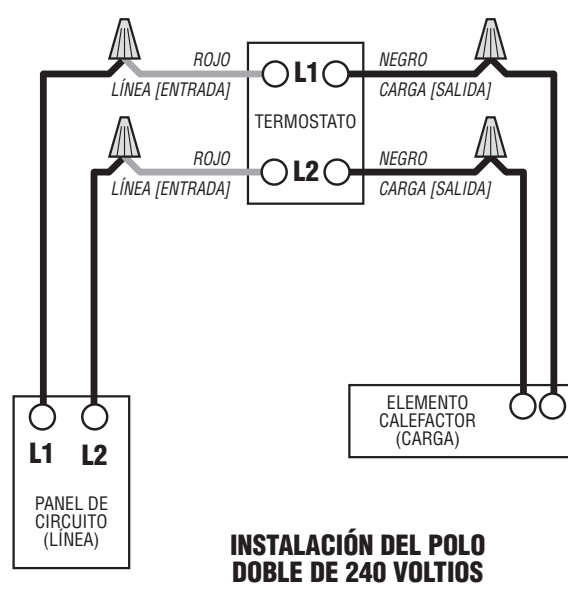 ROJO
L1
NEGRO
LÍNEA [ENTRADA]
CARGA [SALIDA]
TERMOSTATO
ROJO
L2
NEGRO
LÍNEA [ENTRADA]
CARGA [SALIDA]
L1
L2
PANEL DE
CIRCUITO
(LÍNEA)
ELEMENTO
CALEFACTOR
(CARGA)
INSTALACIÓN DEL POLO
DOBLE DE 240 VOLTIOS